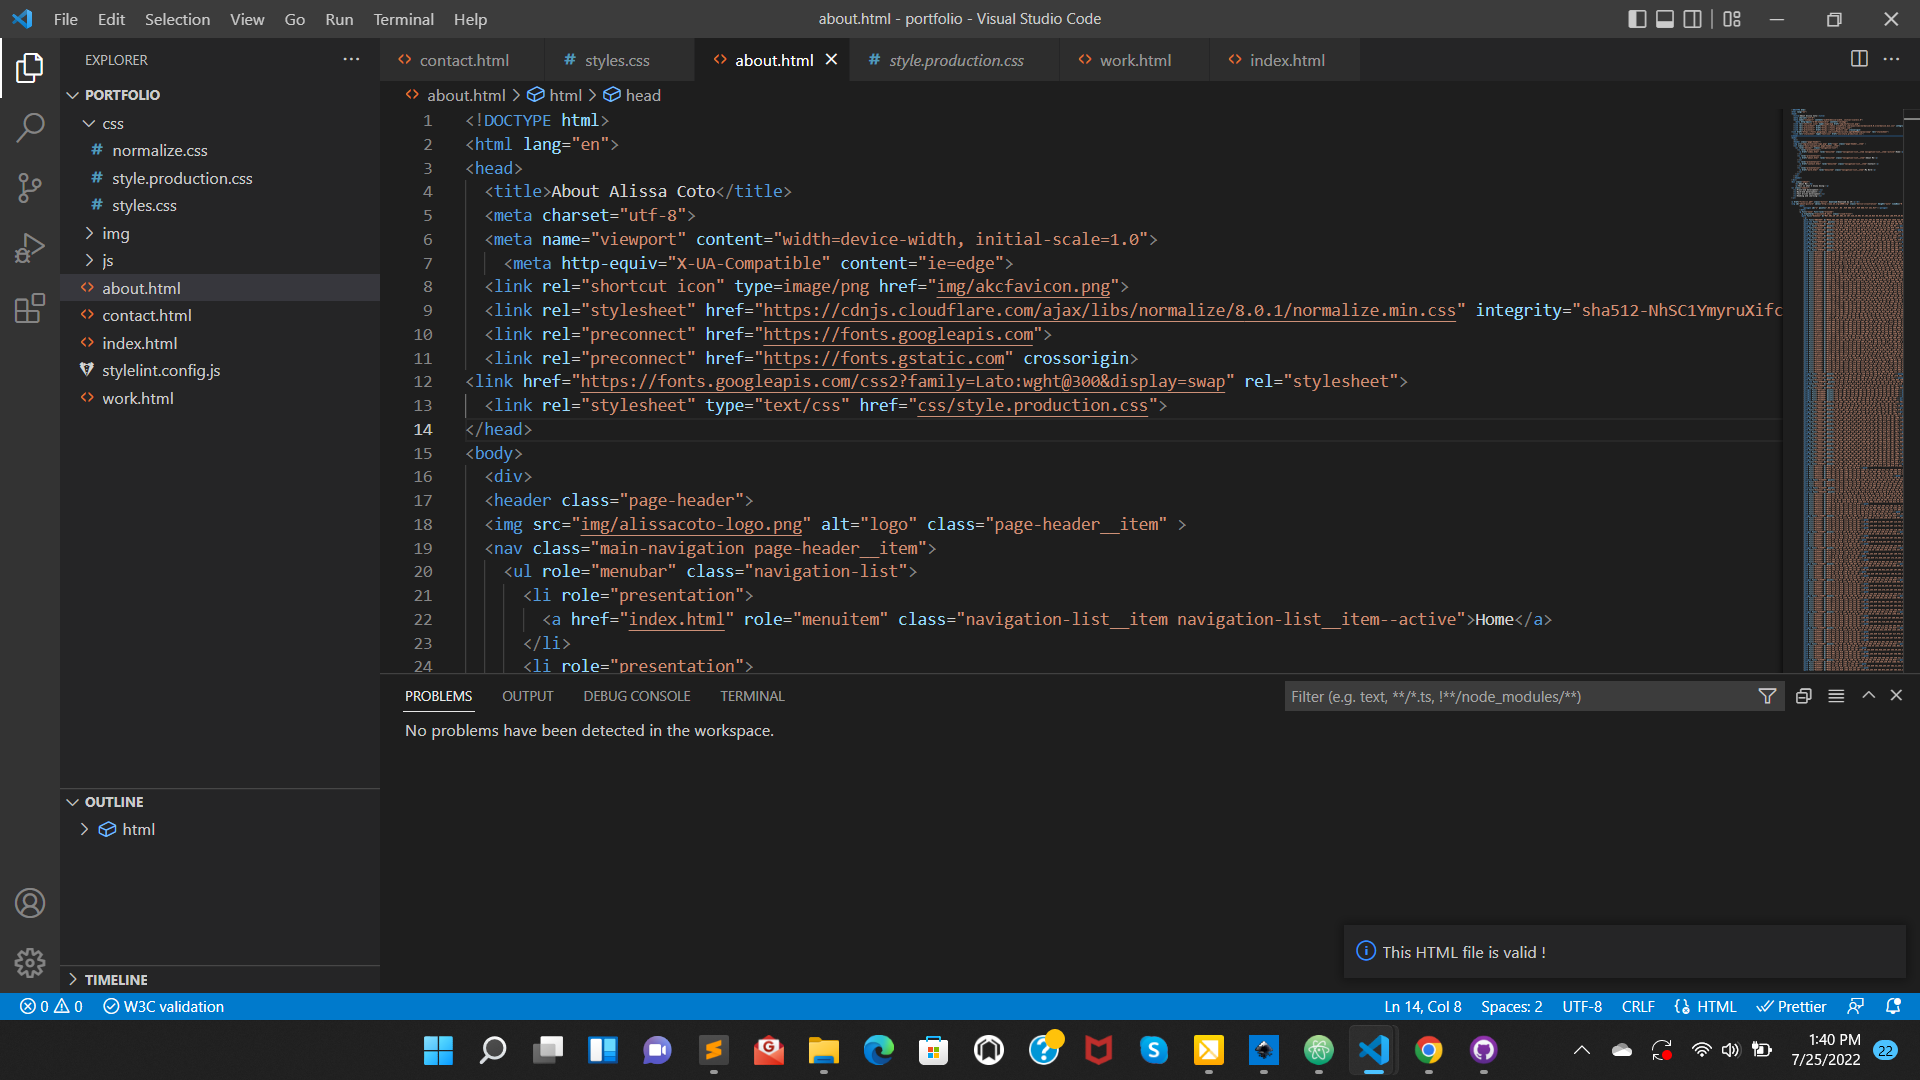 File Edit Selection View Go Run Terminal Help
about.html - portfolio - Visual Studio Code
EXPLORER
PORTFOLIO
css
normalize.css
style.production.css
styles.css
img
js
about.html
contact.html
index.html
stylelint.config.js
work.html
OUTLINE
html
TIMELINE
contact.html styles.css about.html style.production.css work.html index.html
about.html > html > head
1 <!DOCTYPE html>
2 <html lang="en">
3 <head>
4 <title>About Alissa Coto</title>
5 <meta charset="utf-8">
6 <meta name="viewport" content="width=device-width, initial-scale=1.0">
7 <meta http-equiv="X-UA-Compatible" content="ie=edge">
8 <link rel="shortcut icon" type=image/png href="img/akcfavicon.png">
9 <link rel="stylesheet" href="https://cdnjs.cloudflare.com/ajax/libs/normalize/8.0.1/normalize.min.css" integrity="sha512-NhSC1YmyruXifc
10 <link rel="preconnect" href="https://fonts.googleapis.com">
11 <link rel="preconnect" href="https://fonts.gstatic.com" crossorigin>
12 <link href="https://fonts.googleapis.com/css2?family=Lato:wght@300&display=swap" rel="stylesheet">
13 <link rel="stylesheet" type="text/css" href="css/style.production.css">
14 </head>
15 <body>
16 <div>
17 <header class="page-header">
18 <img src="img/alissacoto-logo.png" alt="logo" class="page-header__item" >
19 <nav class="main-navigation page-header__item">
20 <ul role="menubar" class="navigation-list">
21 <li role="presentation">
22 <a href="index.html" role="menuitem" class="navigation-list__item navigation-list__item--active">Home</a>
23 </li>
24 <li role="presentation">
PROBLEMS OUTPUT DEBUG CONSOLE TERMINAL
Filter (e.g. text, **/*.ts, !**/node_modules/**)
No problems have been detected in the workspace.
This HTML file is valid !
0 0 W3C validation
Ln 14, Col 8 Spaces: 2 UTF-8 CRLF HTML Prettier
1:40 PM
7/25/2022
22